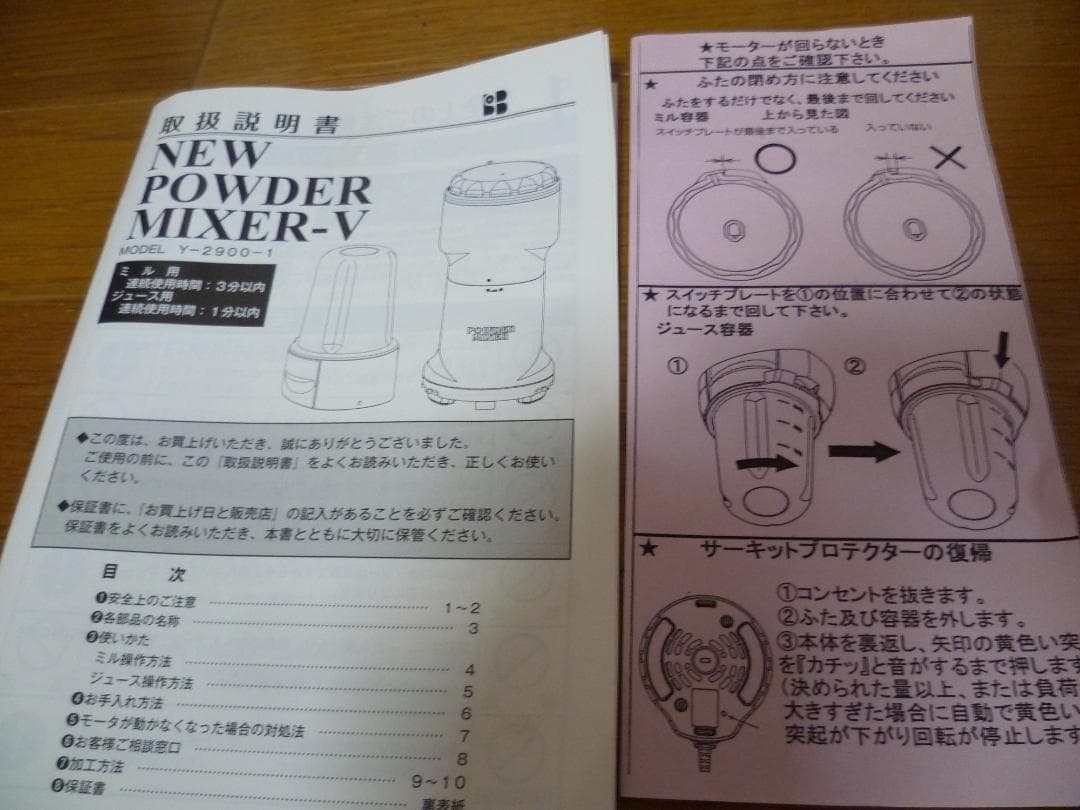 取扱説明書
NEW
POWDER
MIXER-V
MODEL Y-2900-1
ミル用
連続使用時間：3分以内
ジュース用
連続使用時間：1分以内
POWDER
MIXER
◆この度は、お買上げいただき、誠にありがとうございました。
ご使用の前に、この『取扱説明書』をよくお読みいただき、正しくお使い
ください。
◆保証書に、『お買上げ日と販売店』の記入があることを必ずご確認ください。
保証書をよくお読みいただき、本書とともに大切に保管ください。
目 次
❶安全上のご注意 1～2
❷各部品の名称 3
❸使いかた
ミル操作方法 4
ジュース操作方法 5
❹お手入れ方法 6
❺モータが動かなくなった場合の対処法 7
❻お客様ご相談窓口 8
❼加工方法 9～10
❽保証書 裏表紙
★モーターが回らないとき
下記の点をご確認下さい。
★ ふたの閉め方に注意してください
ふたをするだけでなく、最後まで回してください
ミル容器 上から見た図
スイッチプレートが最後まで入っている 入っていない
★ スイッチプレートを①の位置に合わせて②の状態
になるまで回して下さい。
ジュース容器
① ②
★ サーキットプロテクターの復帰
①コンセントを抜きます。
②ふた及び容器を外します。
③本体を裏返し、矢印の黄色い突
を『カチッ』と音がするまで押します
(決められた量以上、または負荷
大きすぎた場合に自動で黄色い
突起が下がり回転が停止します